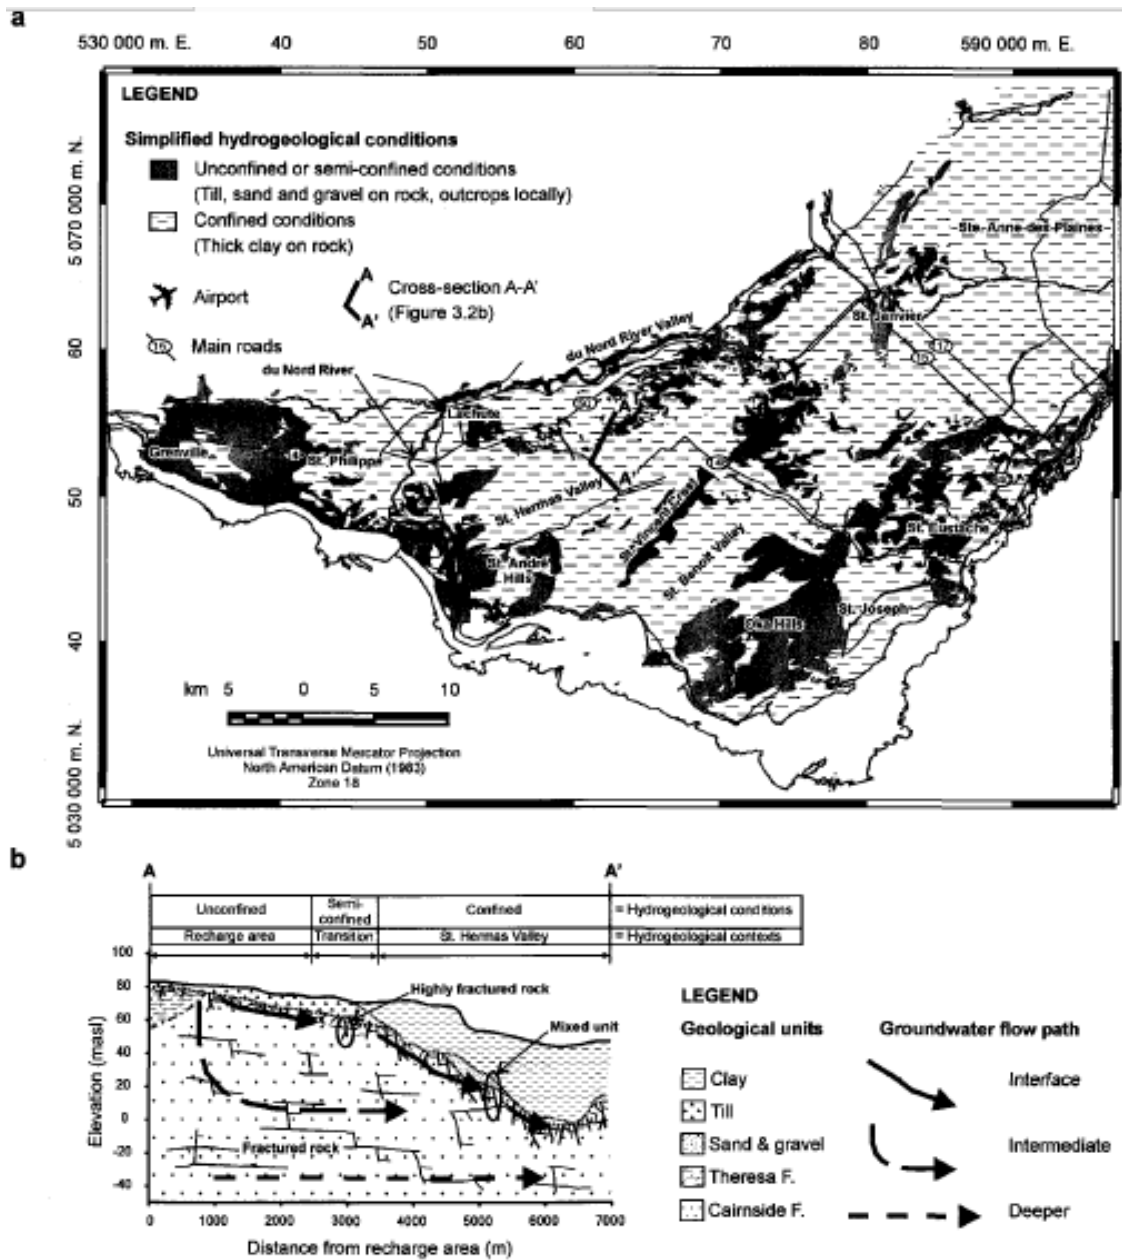 a
530 000 m. E. 40 50 60 70 80 590 000 m. E.
LEGEND
Simplified hydrogeological conditions
Unconfined or semi-confined conditions
(Till, sand and gravel on rock, outcrops locally)
Confined conditions
(Thick clay on rock)
Airport
A
A'
Cross-section A-A'
(Figure 3.2b)
15
Main roads
5 070 000 m. N.
60
50
40
5 030 000 m. N.
Ste-Anne-des-Plaines
St. Janvier
du Nord River Valley
du Nord River
Lachute
Grenville
St. Philippe
A'
St. Hermas Valley
St. Vincent Crest
St. Benoit Valley
St. André
Hills
St. Eustache
St. Joseph
Oka Hills
km 5 0 5 10
Universal Transverse Mercator Projection
North American Datum (1983)
Zone 18
b
A A'
Unconfined Semi-confined Confined = Hydrogeological conditions
Recharge area Transition St. Hermas Valley = Hydrogeological contexts
100
80
60
40
20
0
-20
-40
Elevation (masl)
Highly fractured rock
Mixed unit
Fractured rock
0 1000 2000 3000 4000 5000 6000 7000
Distance from recharge area (m)
LEGEND
Geological units
Clay
Till
Sand & gravel
Theresa F.
Cairnside F.
Groundwater flow path
Interface
Intermediate
Deeper